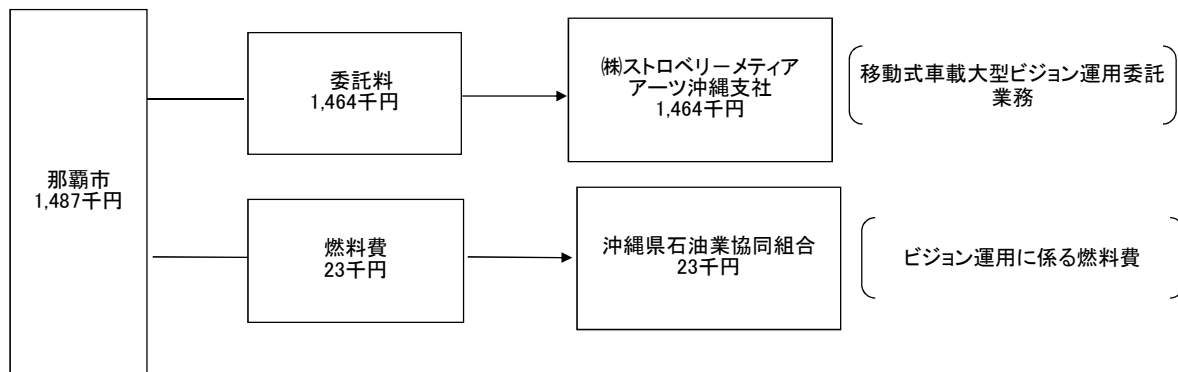 那覇市
1,487千円
委託料
1,464千円
㈱ストロベリーメティア
アーツ沖縄支社
1,464千円
移動式車載大型ビジョン運用委託
業務
燃料費
23千円
沖縄県石油業協同組合
23千円
ビジョン運用に係る燃料費